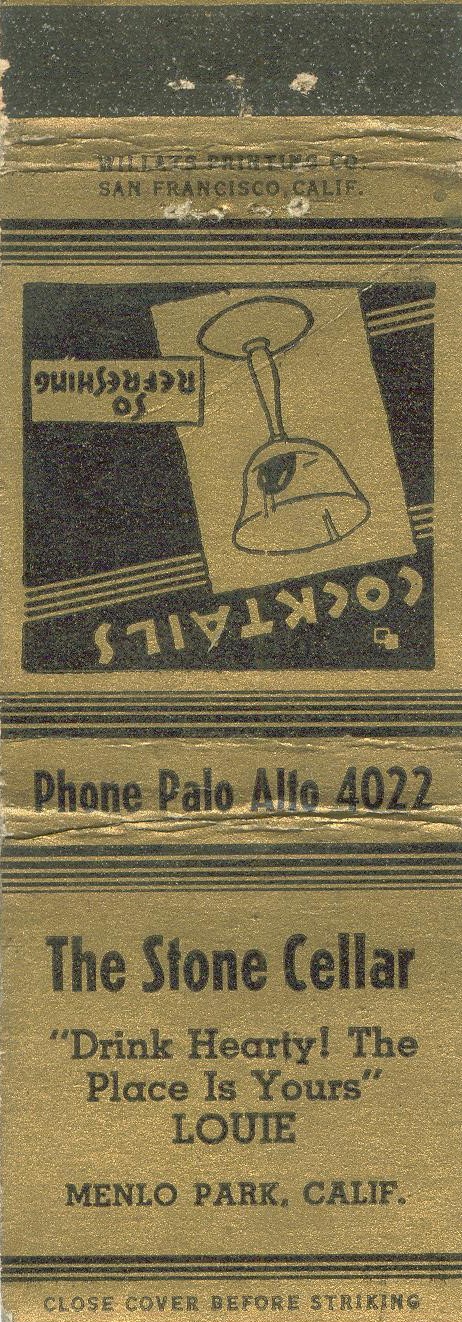 WILLATS PRINTING CO.
SAN FRANCISCO, CALIF.
SO
REFRESHING
COCKTAILS
Phone Palo Alto 4022
The Stone Cellar
"Drink Hearty! The
Place Is Yours"
LOUIE
MENLO PARK, CALIF.
CLOSE COVER BEFORE STRIKING